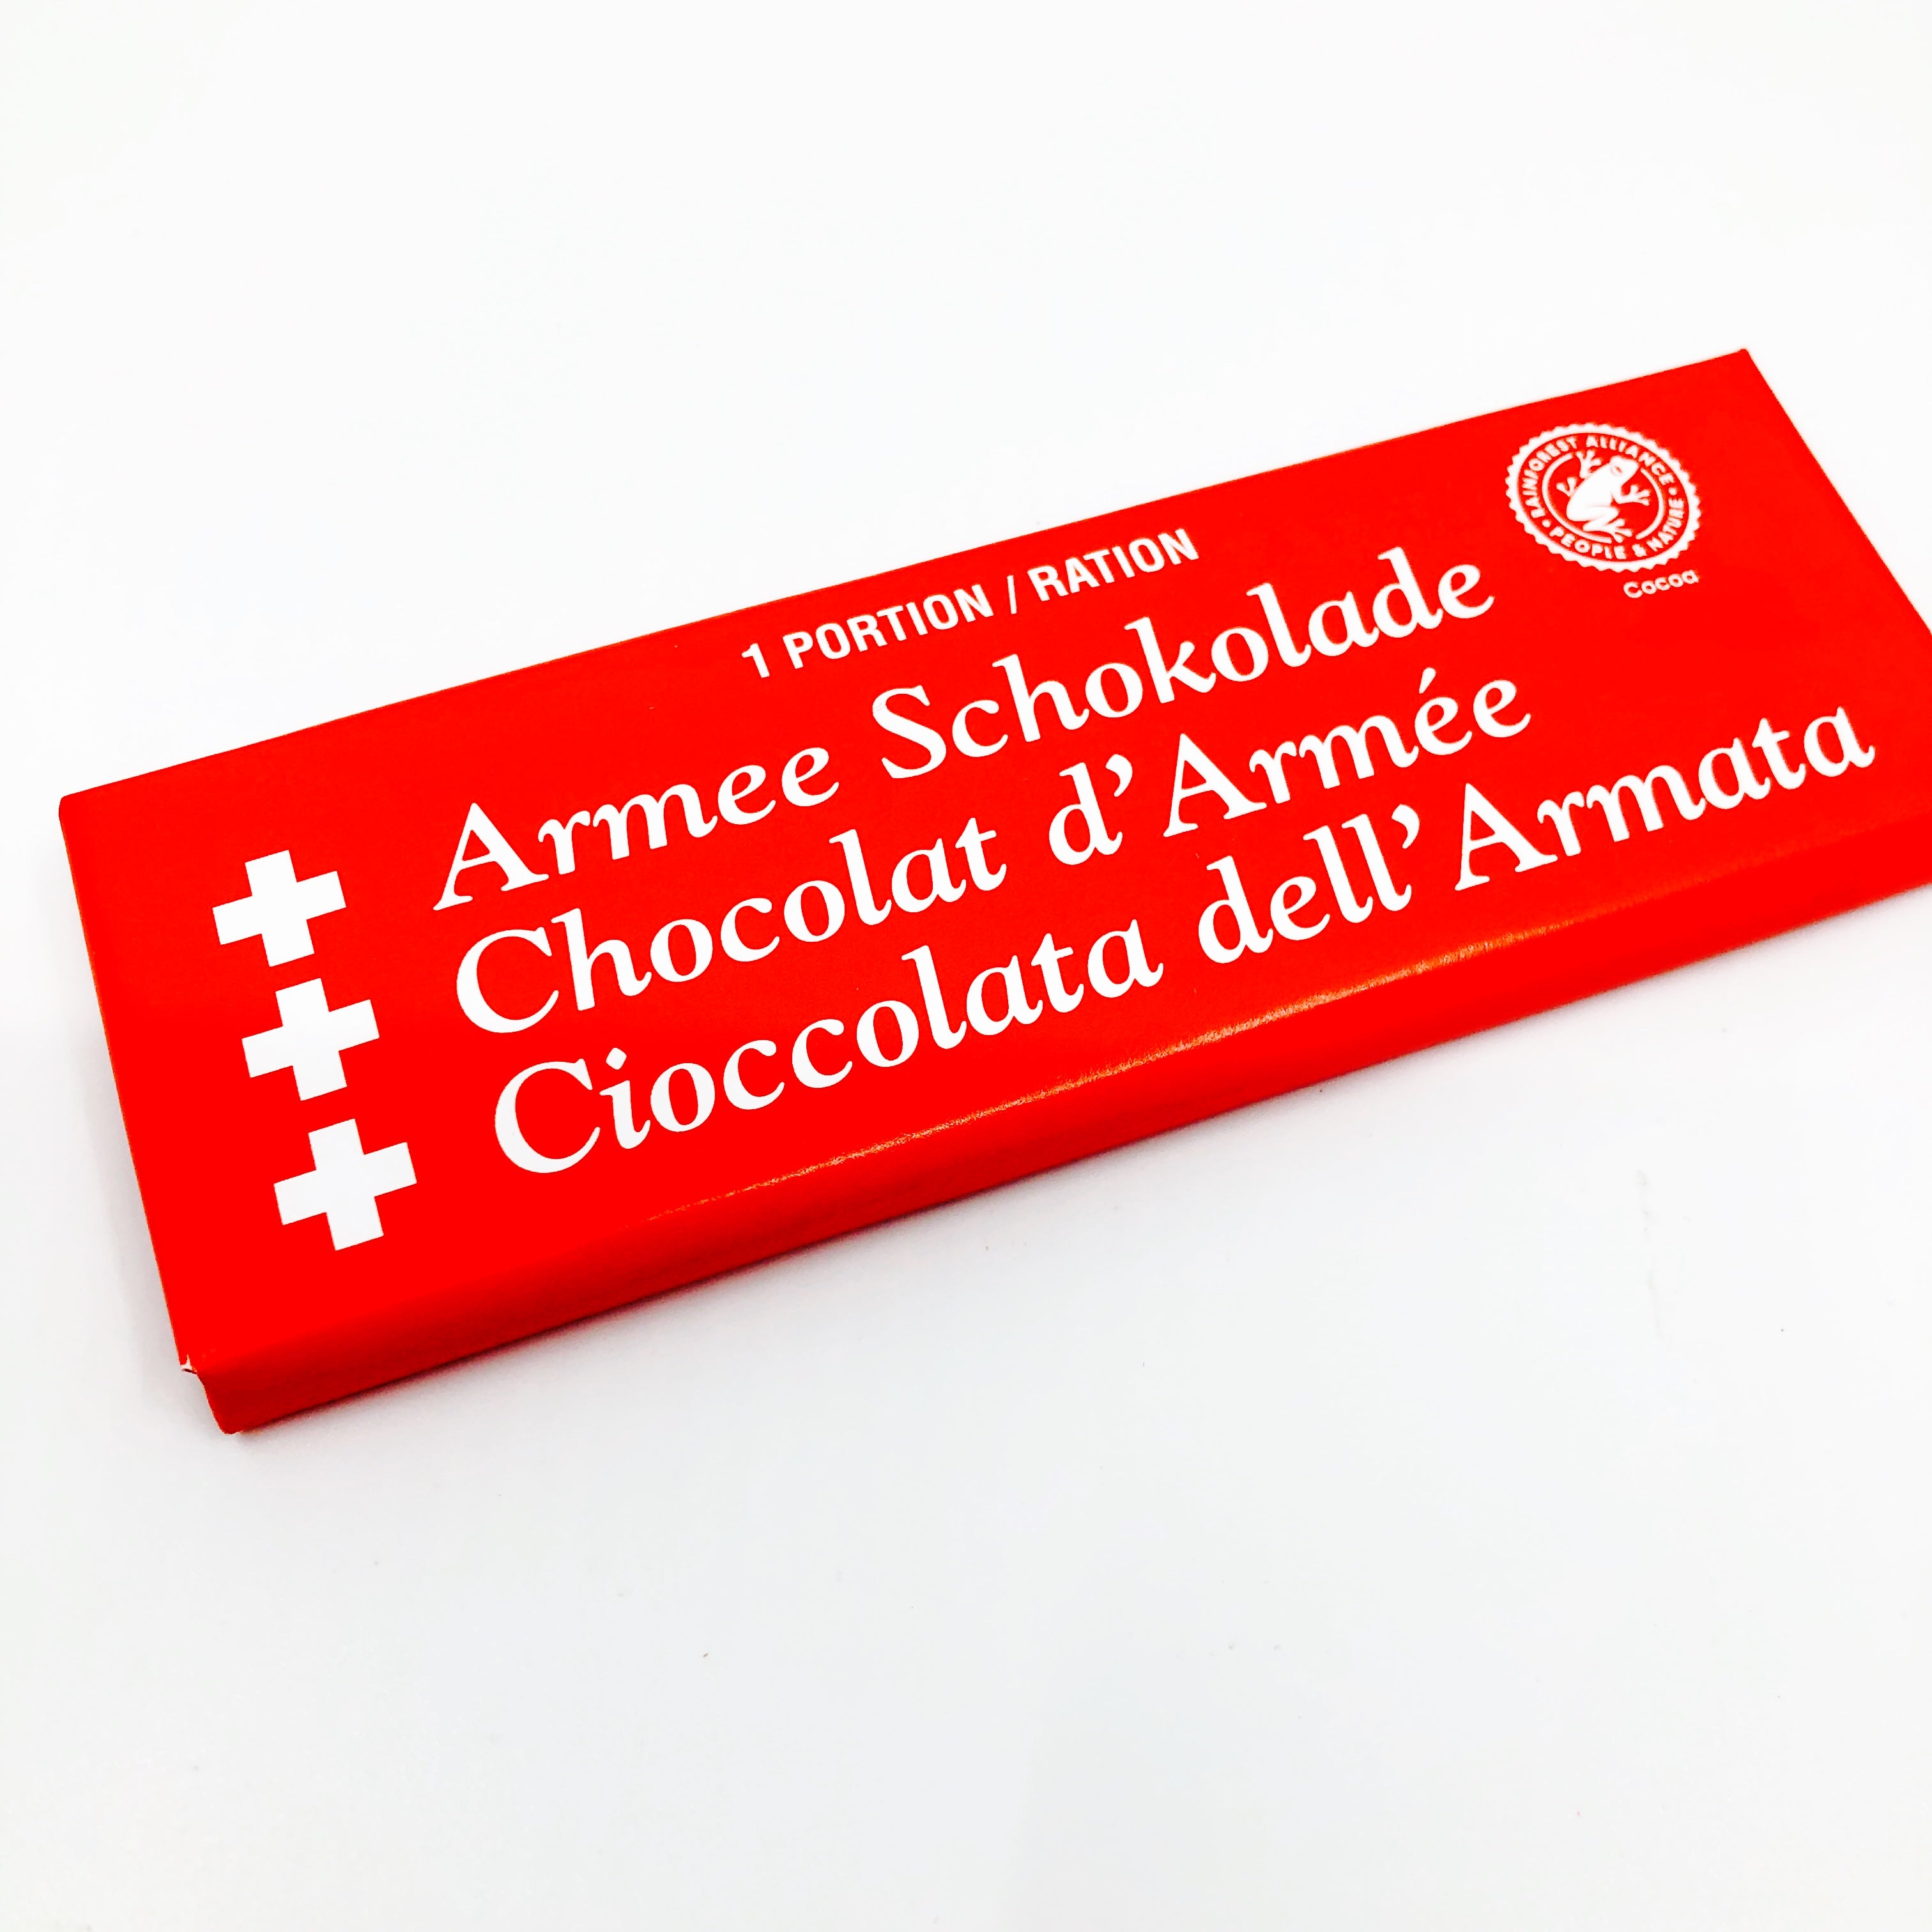 1 PORTION / RATION
Armee Schokolade
Chocolat d’Armée
Cioccolata dell’Armata
RAINFOREST ALLIANCE
PEOPLE & NATURE
Cocoa